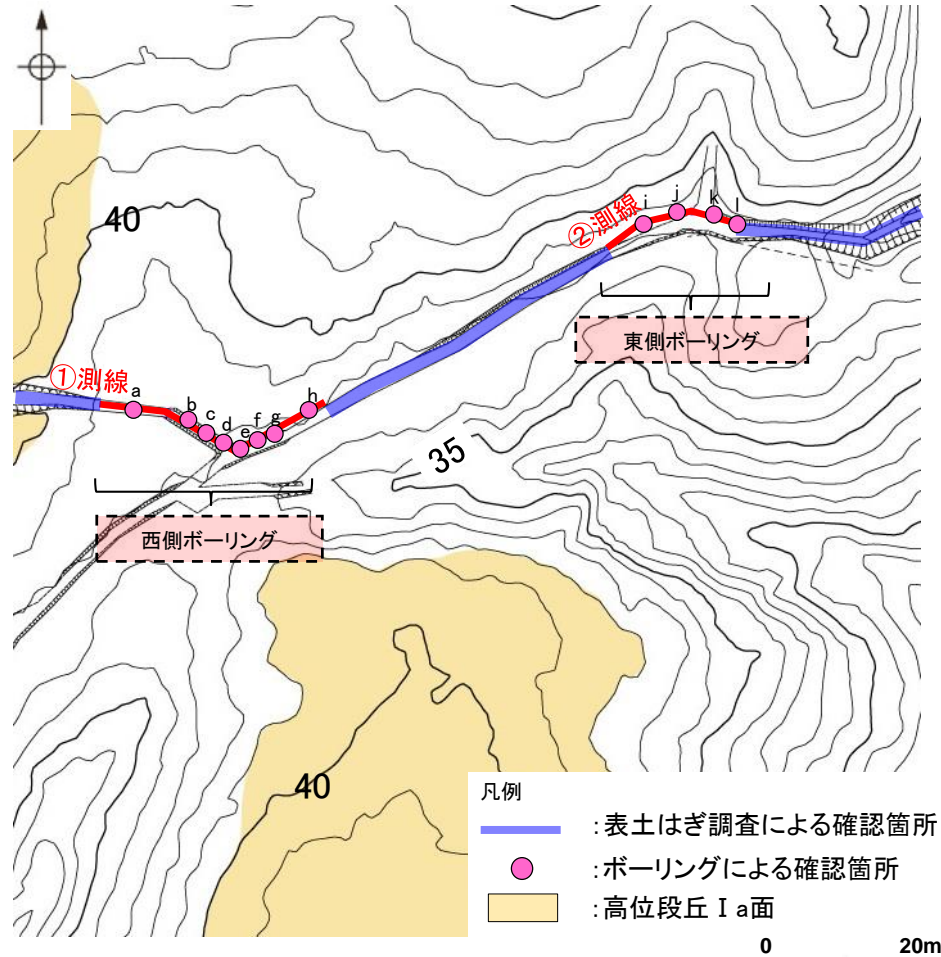 40
②測線
i
j
k
l
東側ボーリング
①測線
a
b
c
d
e
f
g
h
35
西側ボーリング
40
凡例
:表土はぎ調査による確認箇所
:ボーリングによる確認箇所
:高位段丘Ⅰa面
0 20m